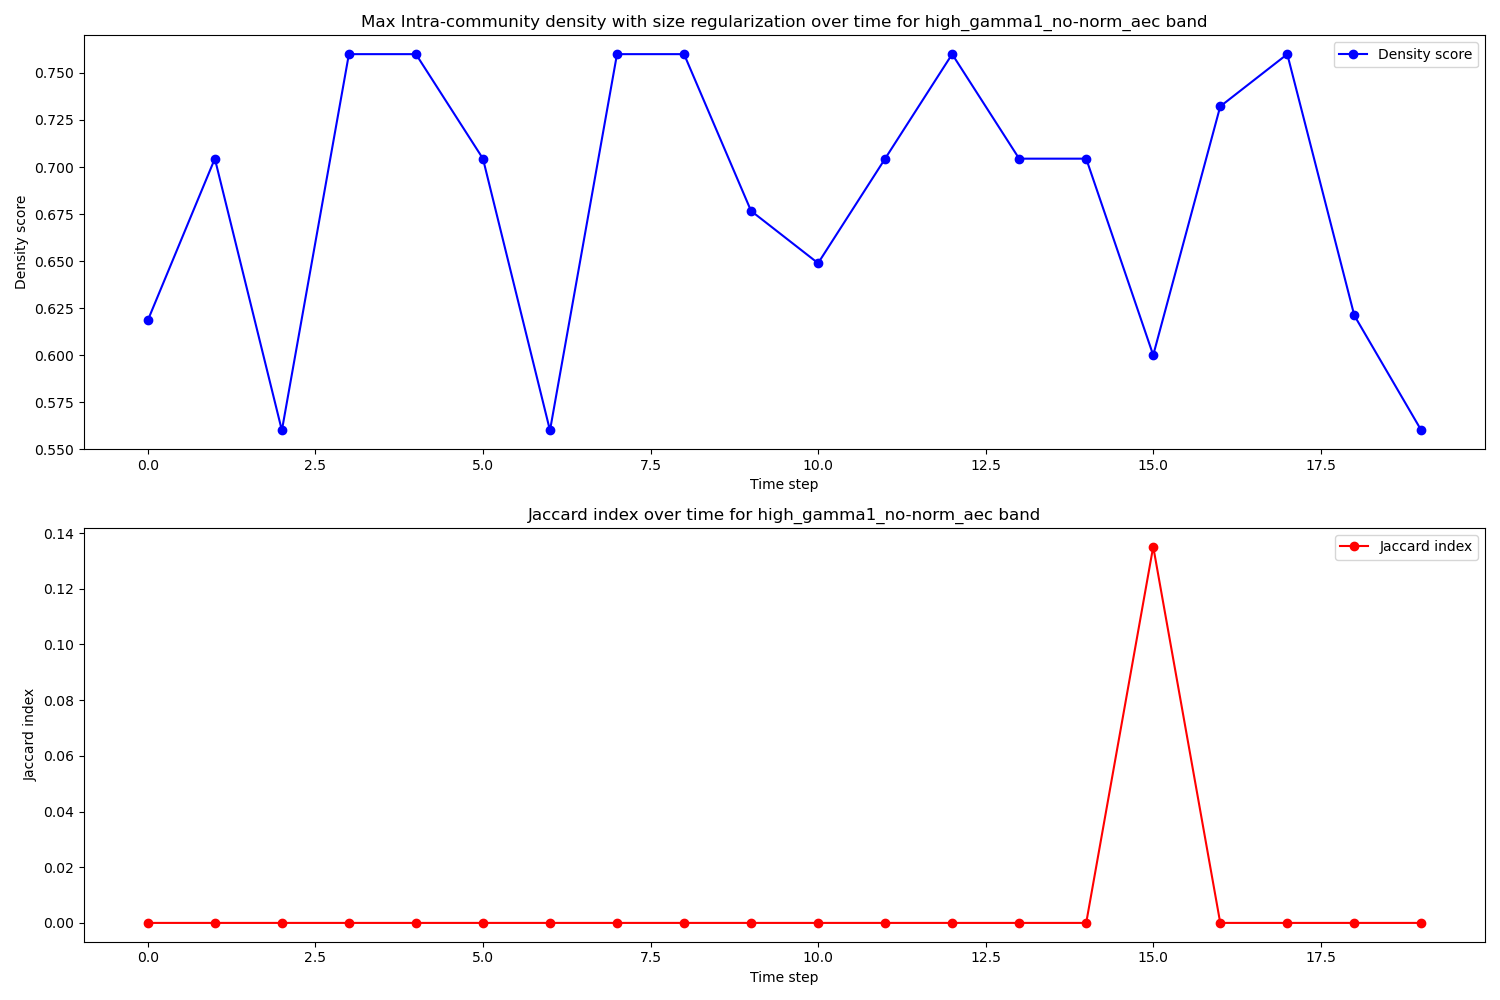 Max Intra-community density with size regularization over time for high_gamma1_no-norm_aec band
Density score
0.750
0.725
0.700
0.675
0.650
0.625
0.600
0.575
0.550
Density score
0.0 2.5 5.0 7.5 10.0 12.5 15.0 17.5
Time step
Jaccard index over time for high_gamma1_no-norm_aec band
Jaccard index
0.14
0.12
0.10
0.08
0.06
0.04
0.02
0.00
Jaccard index
0.0 2.5 5.0 7.5 10.0 12.5 15.0 17.5
Time step